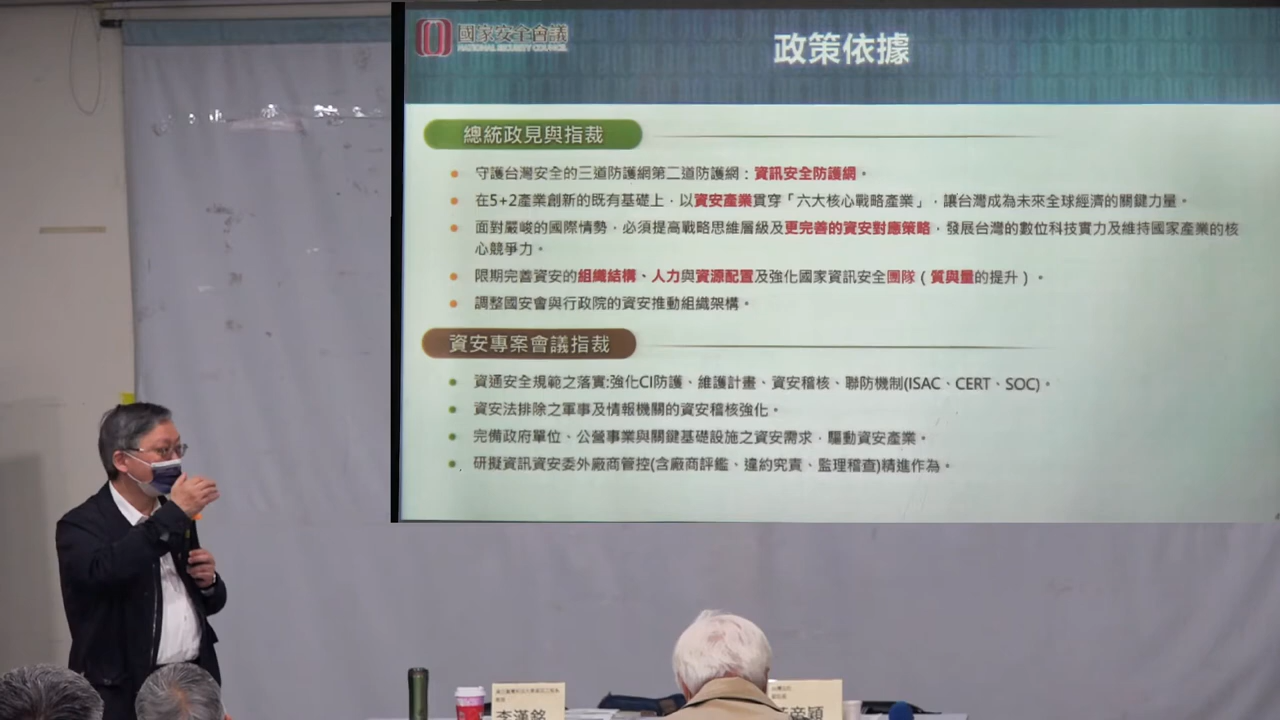 國家安全會議
NATIONAL SECURITY COUNCIL
政策依據
總統政見與指裁
守護台灣安全的三道防護網第二道防護網：資訊安全防護網。
在5+2產業創新的既有基礎上，以資安產業貫穿「六大核心戰略產業」，讓台灣成為未來全球經濟的關鍵力量。
面對嚴峻的國際情勢，必須提高戰略思維層級及更完善的資安對應策略，發展台灣的數位科技實力及維持國家產業的核
心競爭力。
限期完善資安的組織結構、人力與資源配置及強化國家資訊安全團隊（質與量的提升）。
調整國安會與行政院的資安推動組織架構。
資安專案會議指裁
資通安全規範之落實:強化CI防護、維護計畫、資安稽核、聯防機制(ISAC、CERT、SOC)。
資安法排除之軍事及情報機關的資安稽核強化。
完備政府單位、公營事業與關鍵基礎設施之資安需求，驅動資安產業。
研擬資訊資安委外廠商管控(含廠商評鑑、違約究責、監理稽查)精進作為。
李漢銘